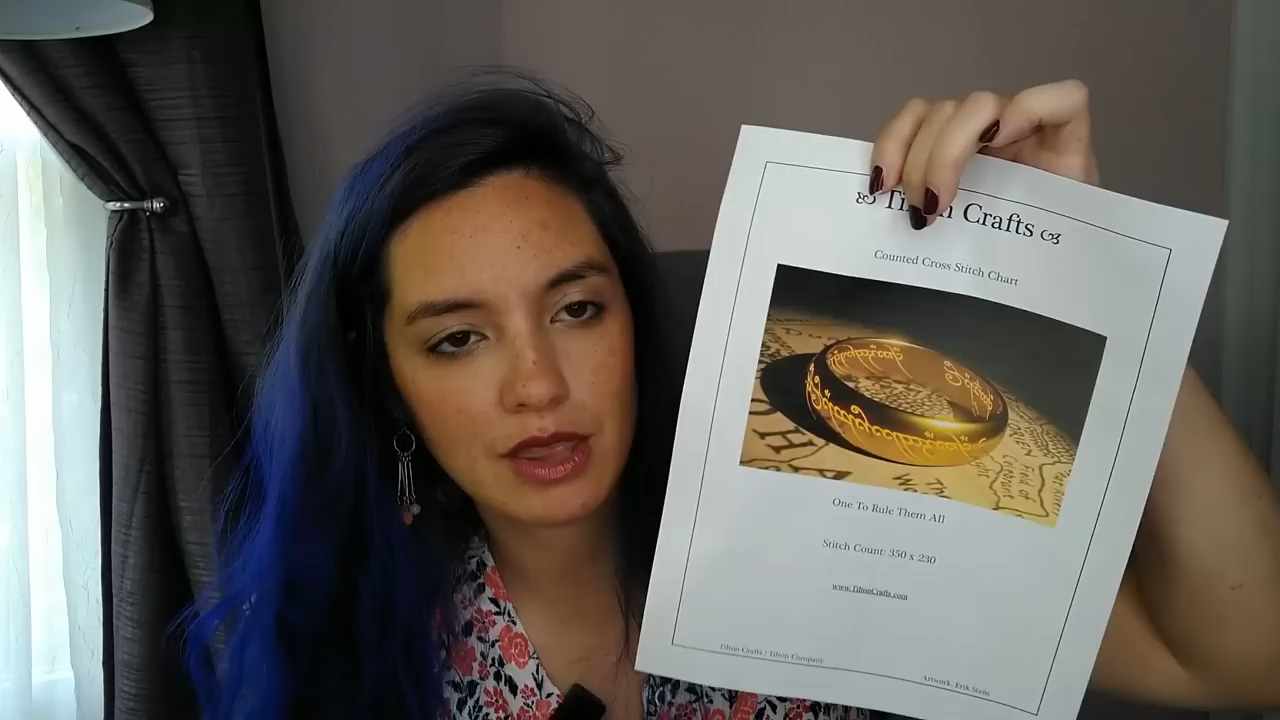 Tilton Crafts
Counted Cross Stitch Chart
One To Rule Them All
Stitch Count: 350 x 230
www.TiltonCrafts.com
Tilton Crafts / Tilton Company
Artwork: Erik Stein